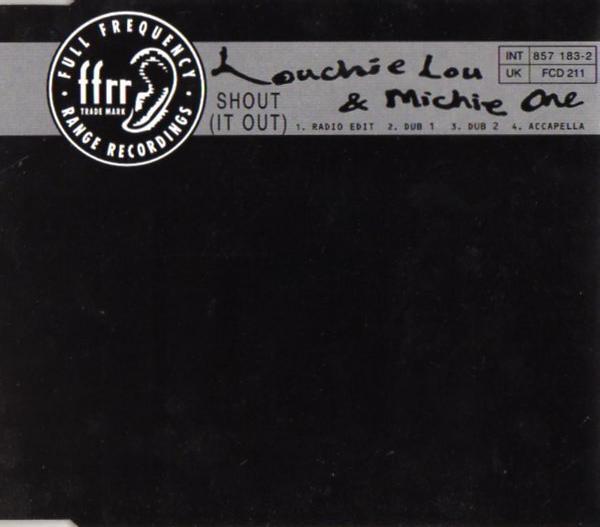 FULL FREQUENCY
ffrr
TRADE MARK
RANGE RECORDINGS
Louchie Lou
& Michie One
SHOUT
(IT OUT)
1. RADIO EDIT 2. DUB 1 3. DUB 2 4. ACCAPELLA
INT 857 183-2
UK FCD 211